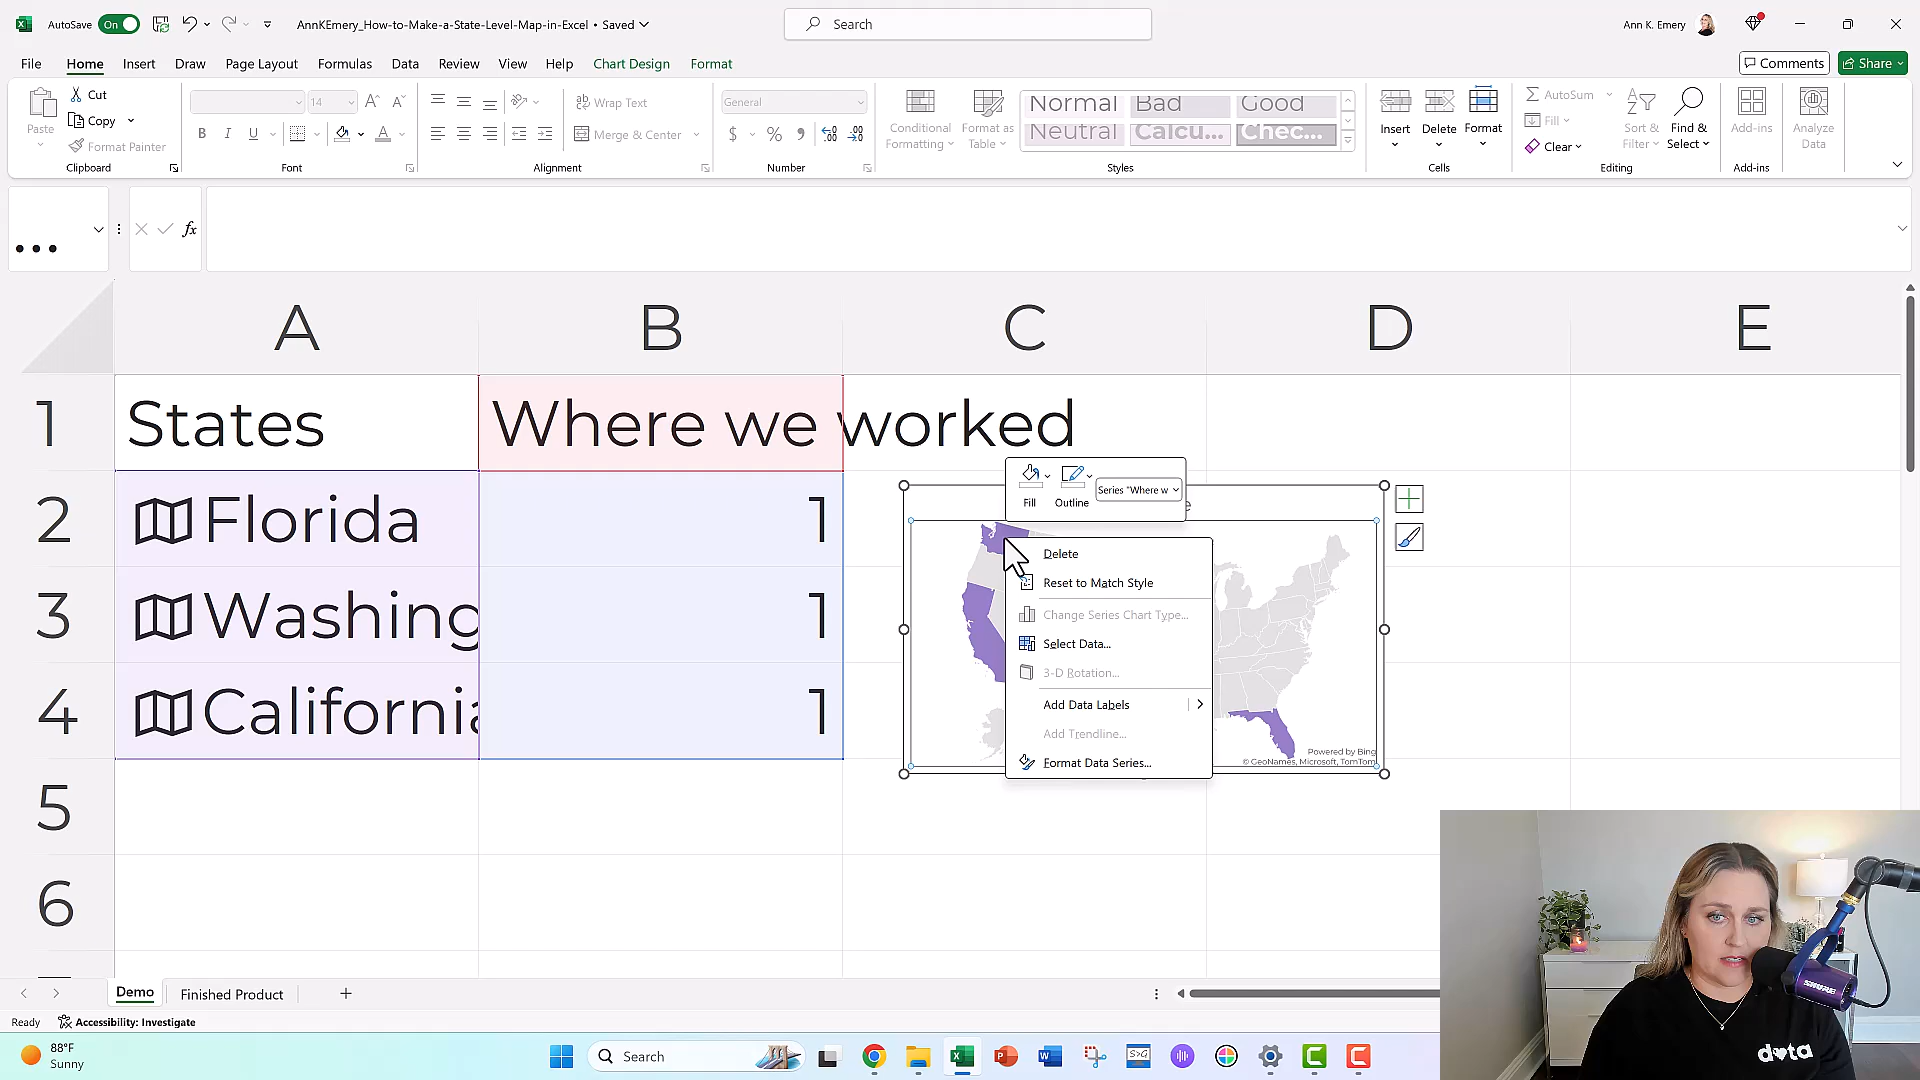 AutoSave On AnnKEmery_How-to-Make-a-State-Level-Map-in-Excel • Saved Search Ann K. Emery
File Home Insert Draw Page Layout Formulas Data Review View Help Chart Design Format Comments Share
Cut
Copy
Format Painter
Paste
Clipboard
14
B I U A
Font
Wrap Text
Merge & Center
Alignment
General
$ %
Number
Conditional Formatting
Format as Table
Normal Bad Good
Neutral Calcu... Chec...
Styles
Insert Delete Format
Cells
AutoSum
Fill
Clear
Sort & Filter
Find & Select
Editing
Add-ins
Add-ins
Analyze Data
fx
A B C D E
1 States Where we worked
2 Florida 1
3 Washing
1
4 California 1
5
6
Fill Outline Series "Where w
Delete
Reset to Match Style
Change Series Chart Type...
Select Data...
3-D Rotation...
Add Data Labels
Add Trendline...
Format Data Series...
Powered by Bing
© GeoNames, Microsoft, TomTom
SHURE
data
Demo Finished Product
Ready Accessibility: Investigate
88°F
Sunny
Search